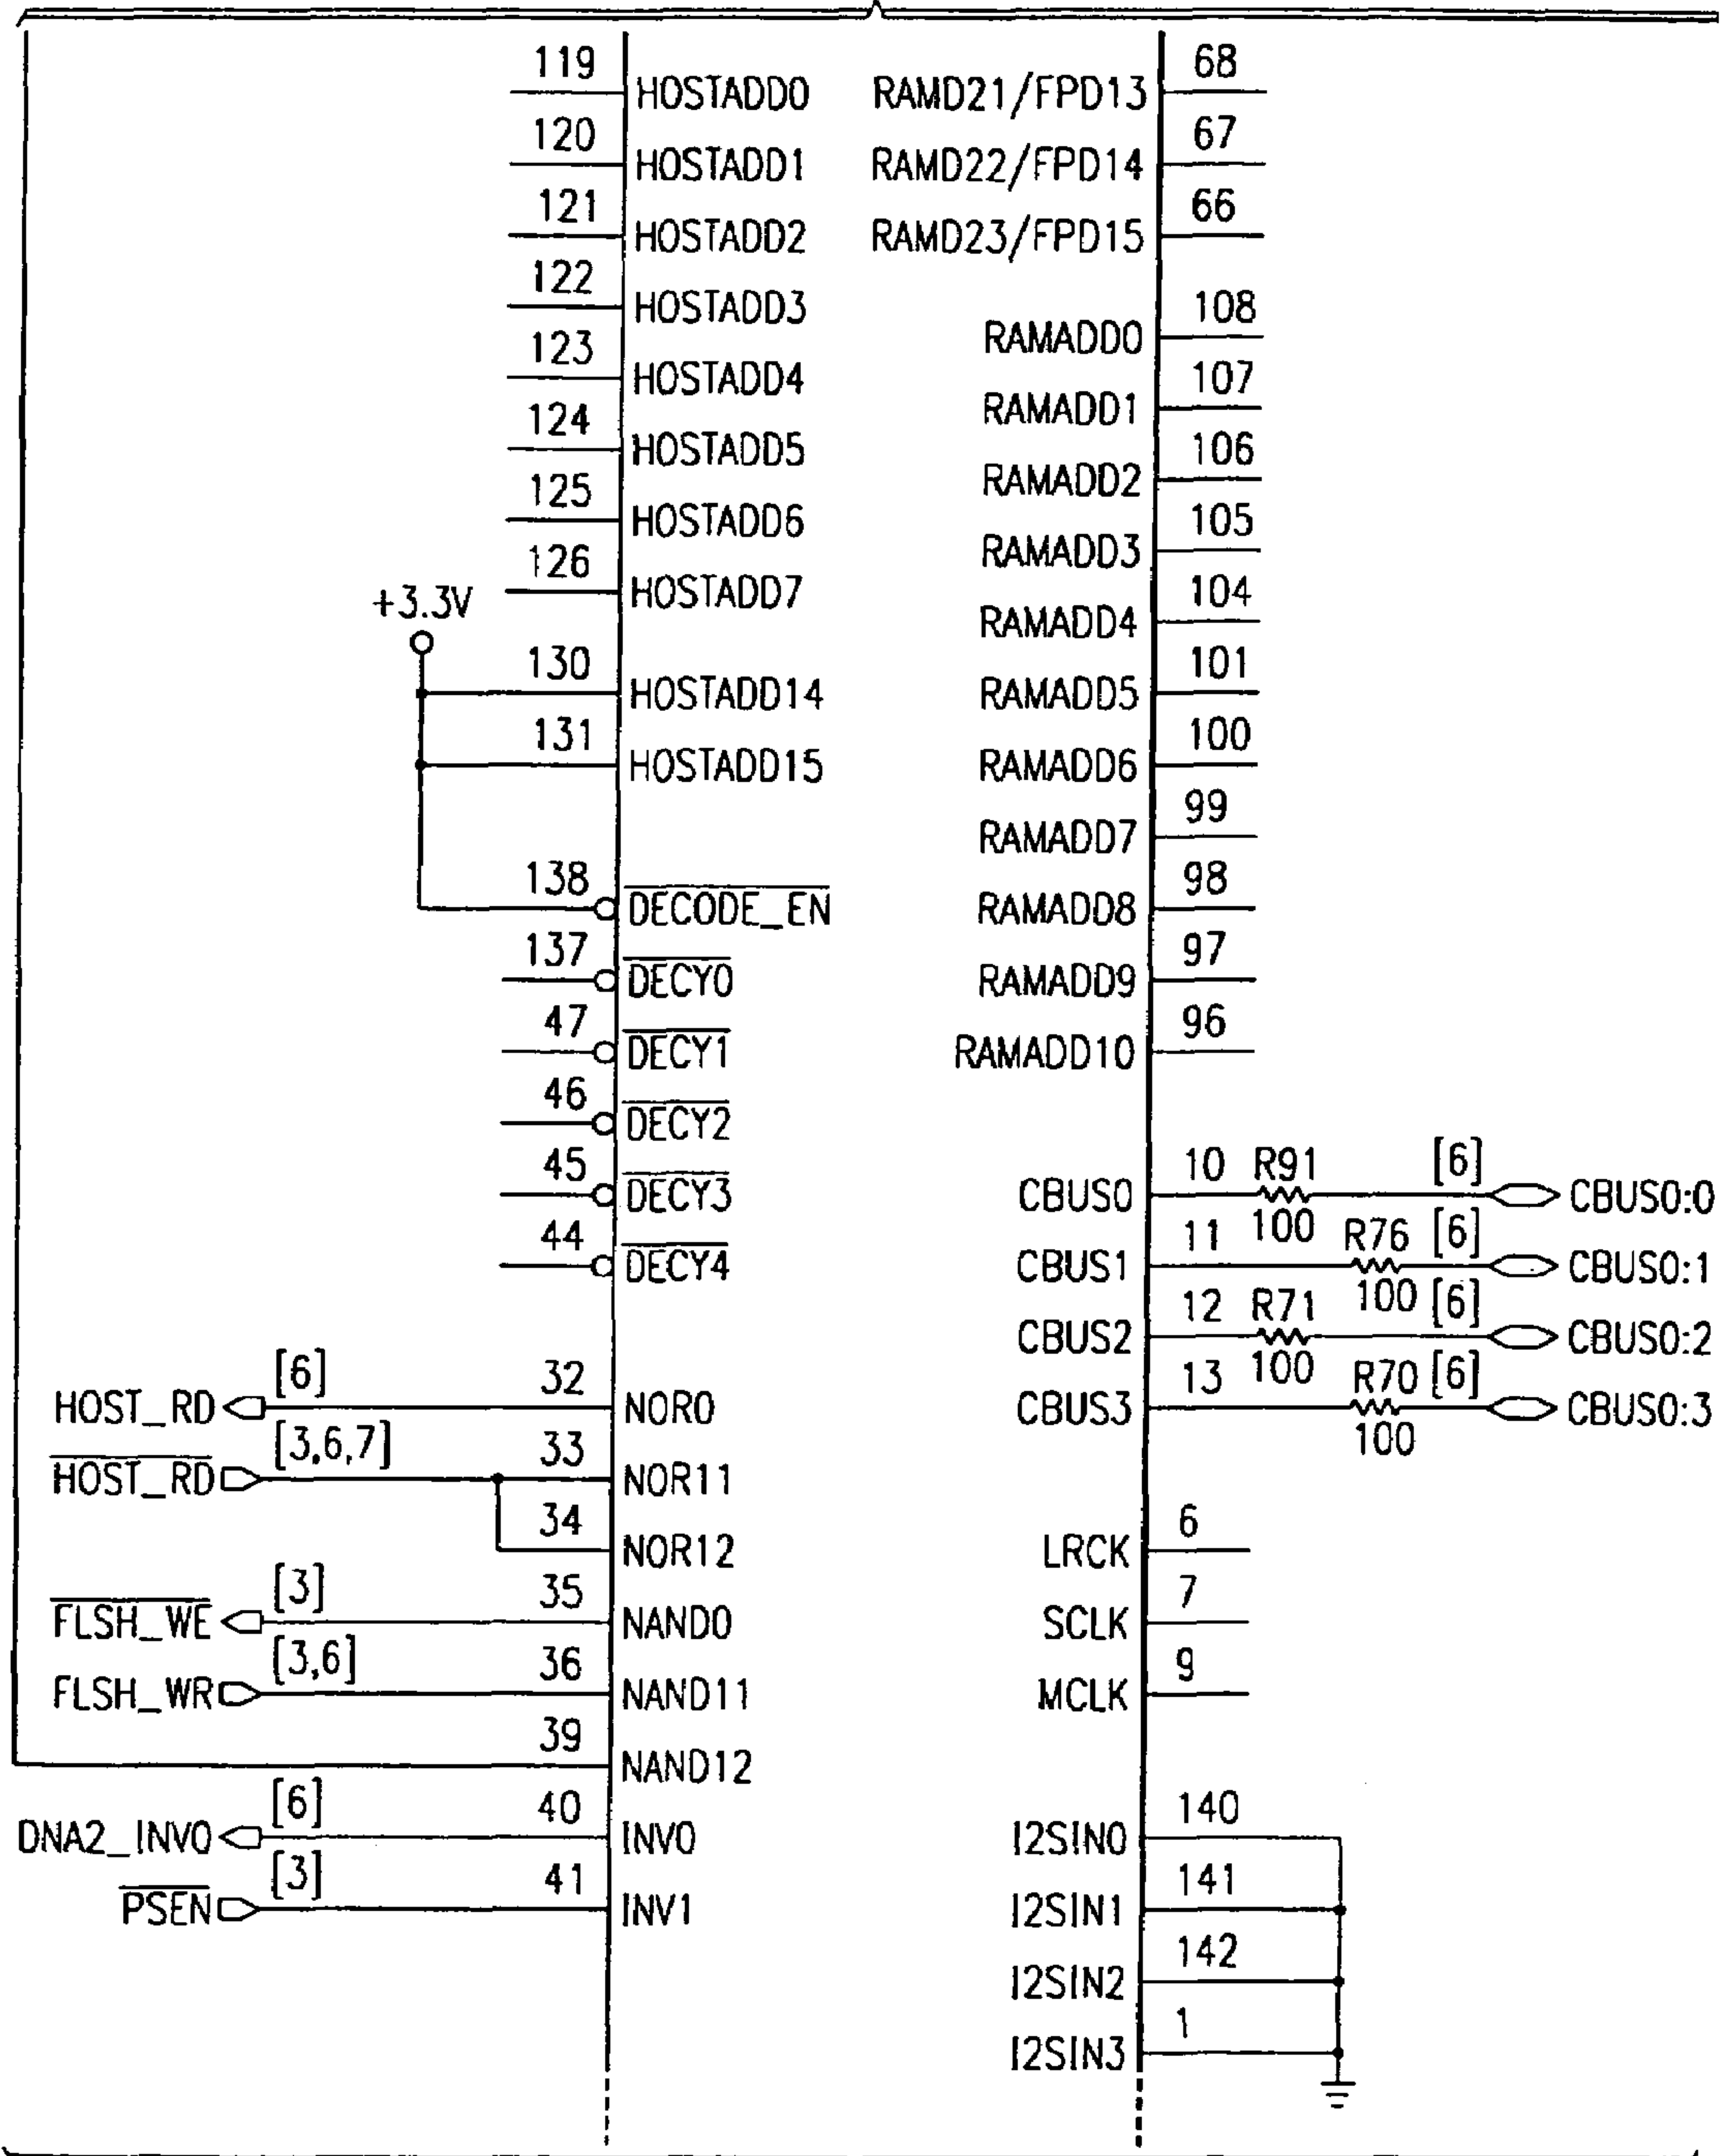 119 HOSTADD0 RAMD21/FPD13 68
120 HOSTADD1 RAMD22/FPD14 67
121 HOSTADD2 RAMD23/FPD15 66
122 HOSTADD3
RAMADD0 108
123 HOSTADD4
RAMADD1 107
124 HOSTADD5
RAMADD2 106
125 HOSTADD6
RAMADD3 105
126 HOSTADD7
+3.3V
RAMADD4 104
130 HOSTADD14 RAMADD5 101
131 HOSTADD15 RAMADD6 100
RAMADD7 99
138 DECODE_EN RAMADD8 98
137 DECY0 RAMADD9 97
47 DECY1 RAMADD10 96
46 DECY2
45 DECY3 CBUS0 10 R91 100 [6] CBUS0:0
44 DECY4 CBUS1 11 R76 100 [6] CBUS0:1
CBUS2 12 R71 100 [6] CBUS0:2
HOST_RD [6] 32 NOR0 CBUS3 13 R70 100 [6] CBUS0:3
HOST_RD [3,6,7] 33 NOR11
34 NOR12 LRCK 6
FLSH_WE [3] 35 NAND0 SCLK 7
FLSH_WR [3,6] 36 NAND11 MCLK 9
39 NAND12
DNA2_INV0 [6] 40 INV0 I2SIN0 140
PSEN [3] 41 INV1 I2SIN1 141
I2SIN2 142
I2SIN3 1